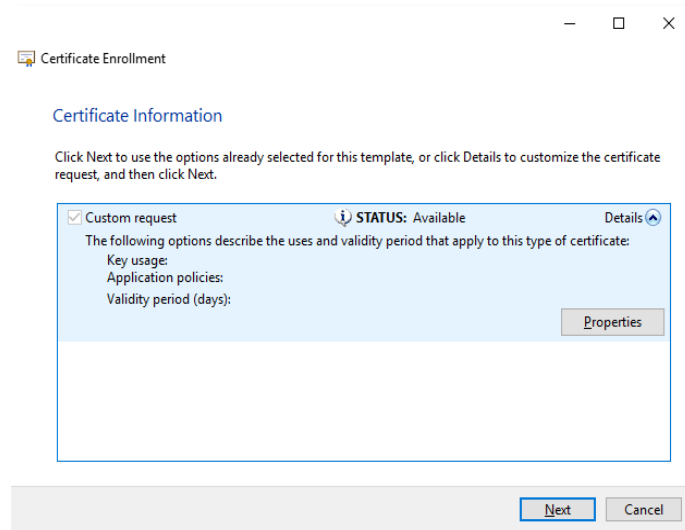 Certificate Enrollment
Certificate Information
Click Next to use the options already selected for this template, or click Details to customize the certificate
request, and then click Next.
Custom request STATUS: Available Details
The following options describe the uses and validity period that apply to this type of certificate:
Key usage:
Application policies:
Validity period (days):
Properties
Next Cancel